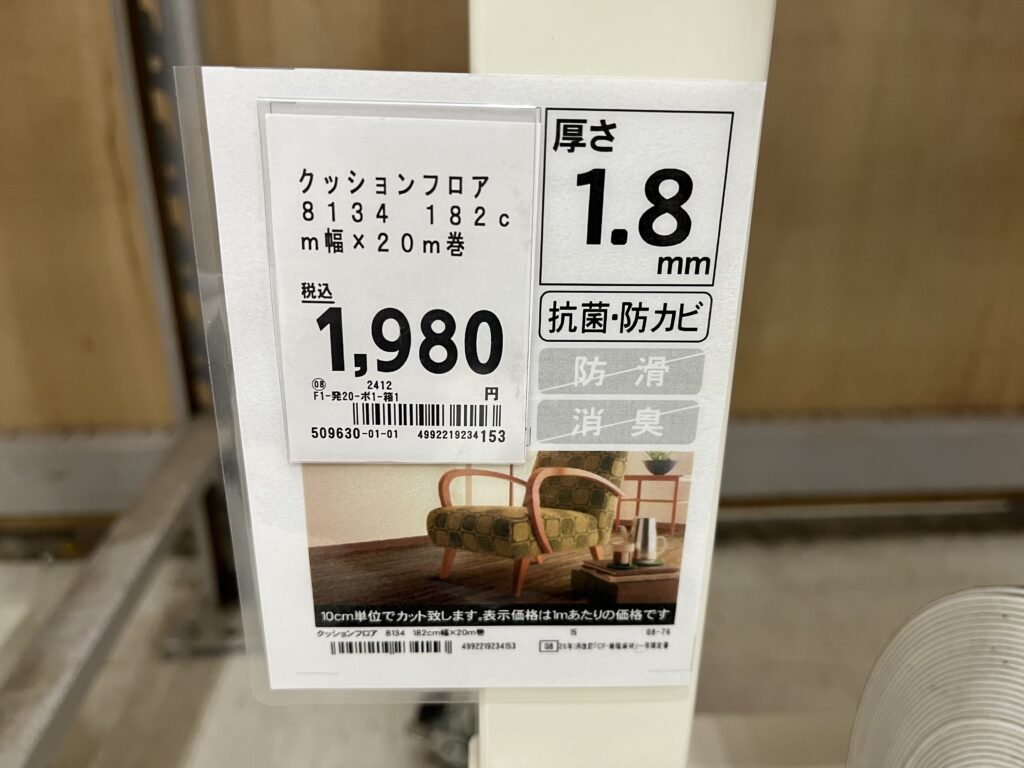 クッションフロア
8134 182c
m幅×20m巻
税込
1,980
円
08 2412
F1-発20-ボ1-箱1
509630-01-01 4992219234153
厚さ
1.8
mm
抗菌・防カビ
防滑
消臭
10cm単位でカット致します。表示価格は1mあたりの価格です
クッションフロア 8134 182cm幅×20m巻 15 08-76
4992219234153 08